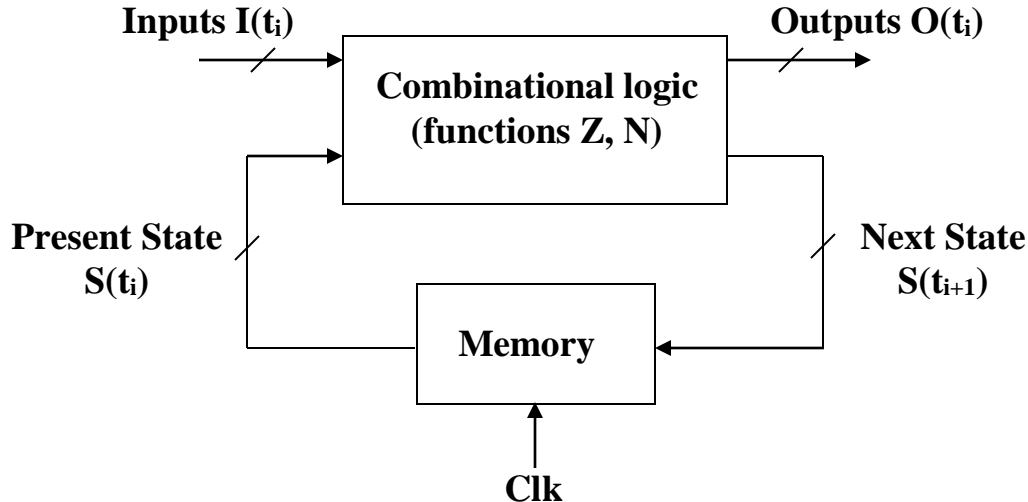 Inputs I(tᵢ)
Outputs O(tᵢ)
Combinational logic
(functions Z, N)
Present State
S(tᵢ)
Next State
S(tᵢ₊₁)
Memory
Clk